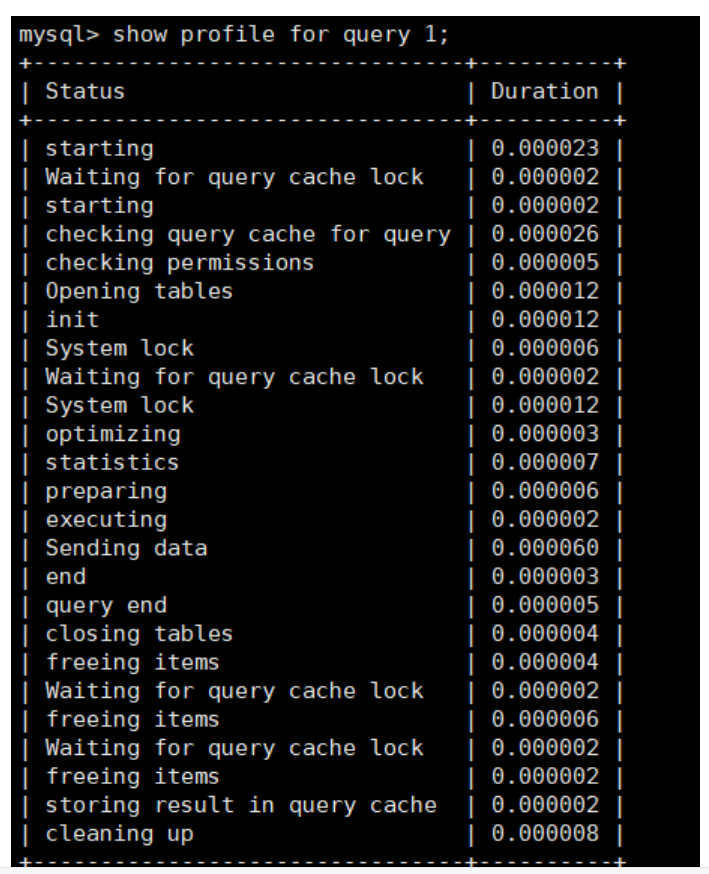 mysql> show profile for query 1;
+--------------------------------+----------+
| Status                         | Duration |
+--------------------------------+----------+
| starting                       | 0.000023 |
| Waiting for query cache lock   | 0.000002 |
| starting                       | 0.000002 |
| checking query cache for query | 0.000026 |
| checking permissions           | 0.000005 |
| Opening tables                 | 0.000012 |
| init                           | 0.000012 |
| System lock                    | 0.000006 |
| Waiting for query cache lock   | 0.000002 |
| System lock                    | 0.000012 |
| optimizing                     | 0.000003 |
| statistics                     | 0.000007 |
| preparing                      | 0.000006 |
| executing                      | 0.000002 |
| Sending data                   | 0.000060 |
| end                            | 0.000003 |
| query end                      | 0.000005 |
| closing tables                 | 0.000004 |
| freeing items                  | 0.000004 |
| Waiting for query cache lock   | 0.000002 |
| freeing items                  | 0.000006 |
| Waiting for query cache lock   | 0.000002 |
| freeing items                  | 0.000002 |
| storing result in query cache  | 0.000002 |
| cleaning up                    | 0.000008 |
+--------------------------------+----------+